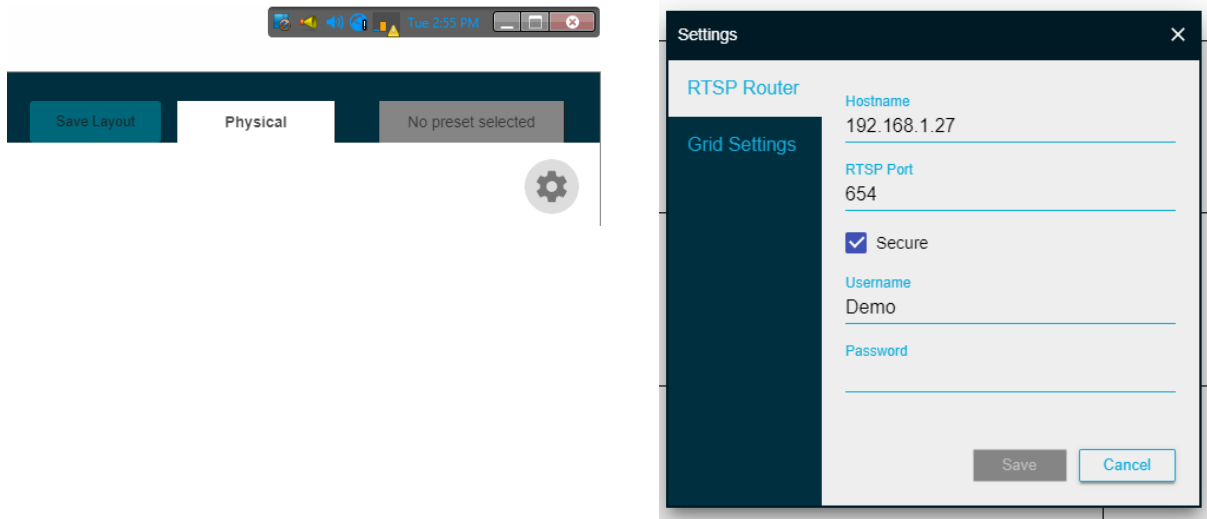 Tue 2:55 PM
Save Layout
Physical
No preset selected
Settings
RTSP Router
Grid Settings
Hostname
192.168.1.27
RTSP Port
654
Secure
Username
Demo
Password
Save
Cancel